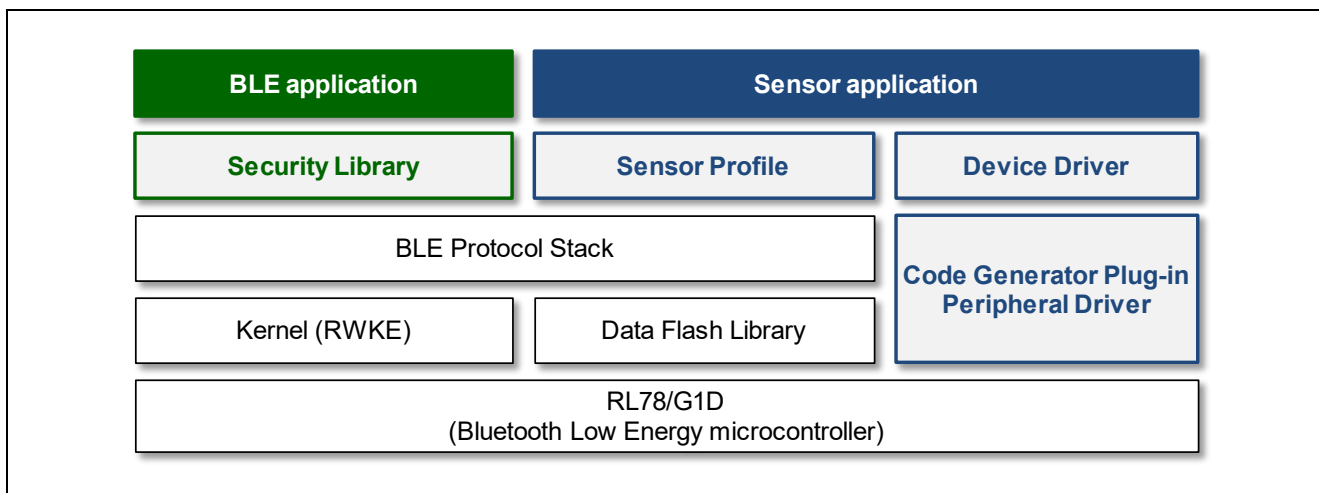 BLE application
Sensor application
Security Library
Sensor Profile
Device Driver
BLE Protocol Stack
Code Generator Plug-in
Peripheral Driver
Kernel (RWKE)
Data Flash Library
RL78/G1D
(Bluetooth Low Energy microcontroller)